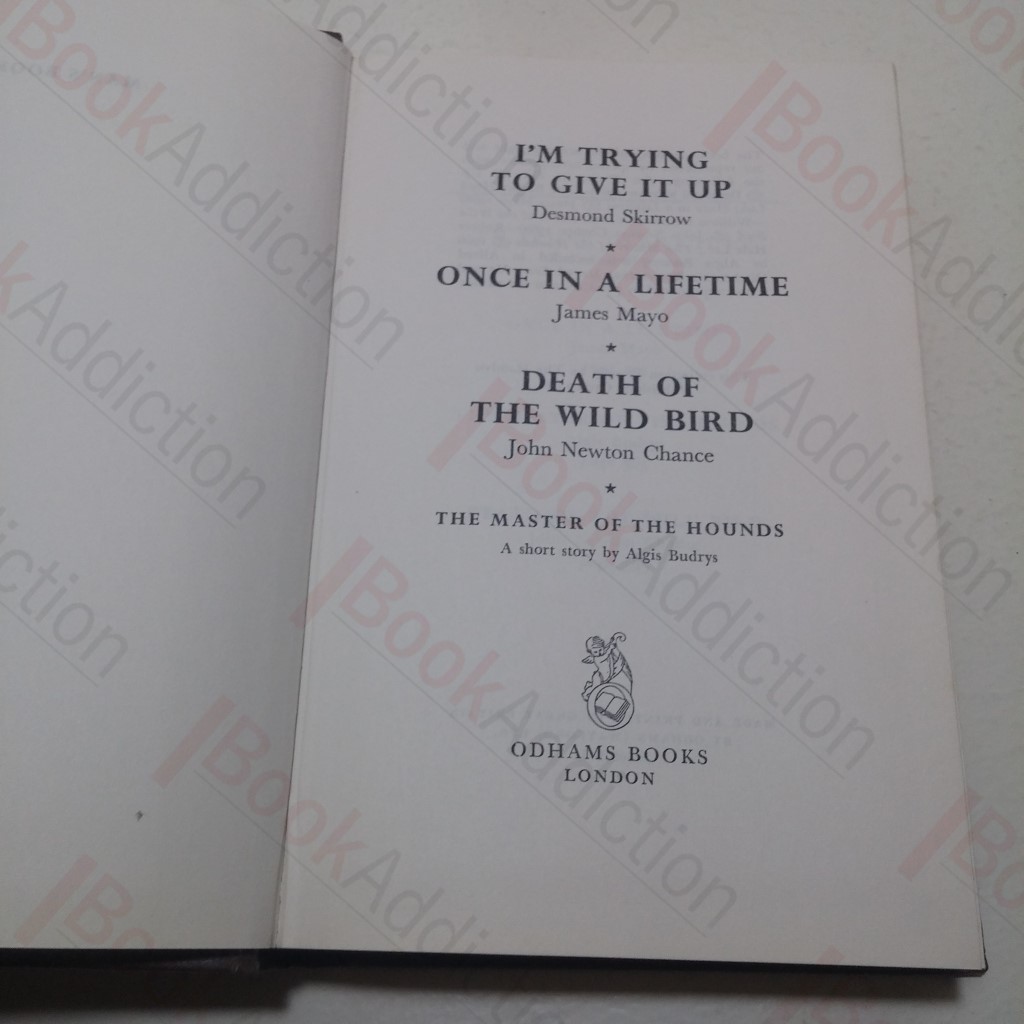 I'M TRYING
TO GIVE IT UP
Desmond Skirrow
★
ONCE IN A LIFETIME
James Mayo
★
DEATH OF
THE WILD BIRD
John Newton Chance
★
THE MASTER OF THE HOUNDS
A short story by Algis Budrys
ODHAMS BOOKS
LONDON
BookAddiction